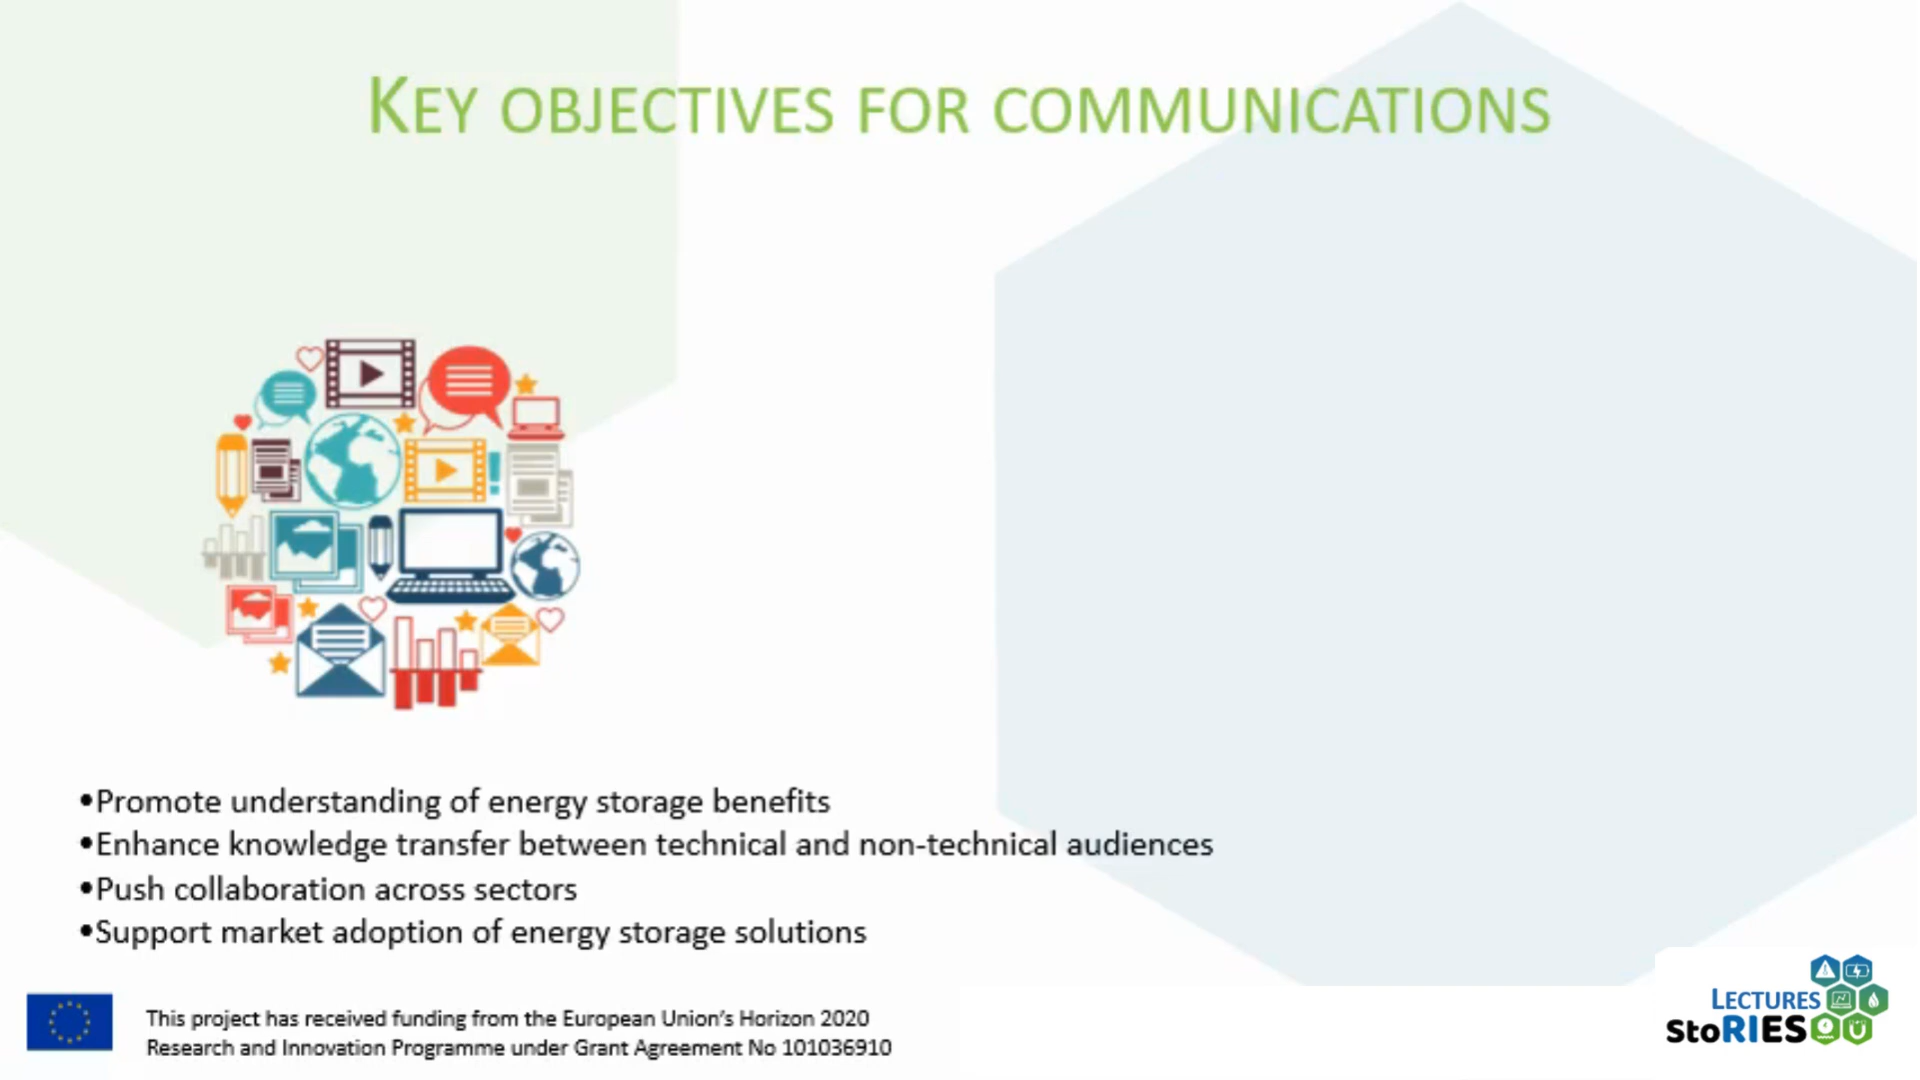 KEY OBJECTIVES FOR COMMUNICATIONS
•Promote understanding of energy storage benefits
•Enhance knowledge transfer between technical and non-technical audiences
•Push collaboration across sectors
•Support market adoption of energy storage solutions
This project has received funding from the European Union's Horizon 2020
Research and Innovation Programme under Grant Agreement No 101036910
LECTURES
StoRIES